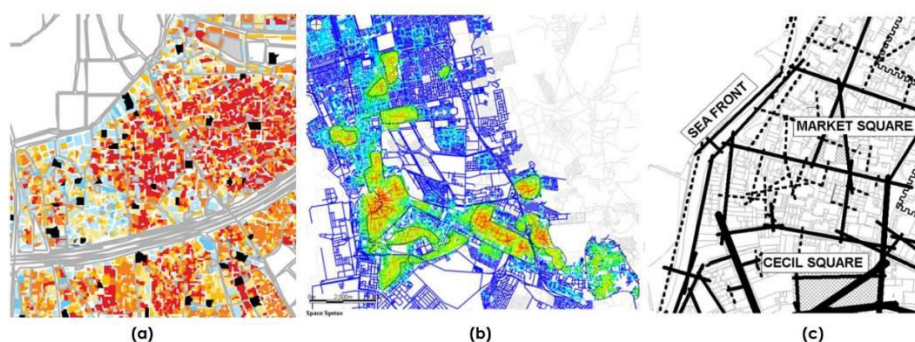 SEA FRONT
MARKET SQUARE
CECIL SQUARE
Space Syntax
(a)
(b)
(c)